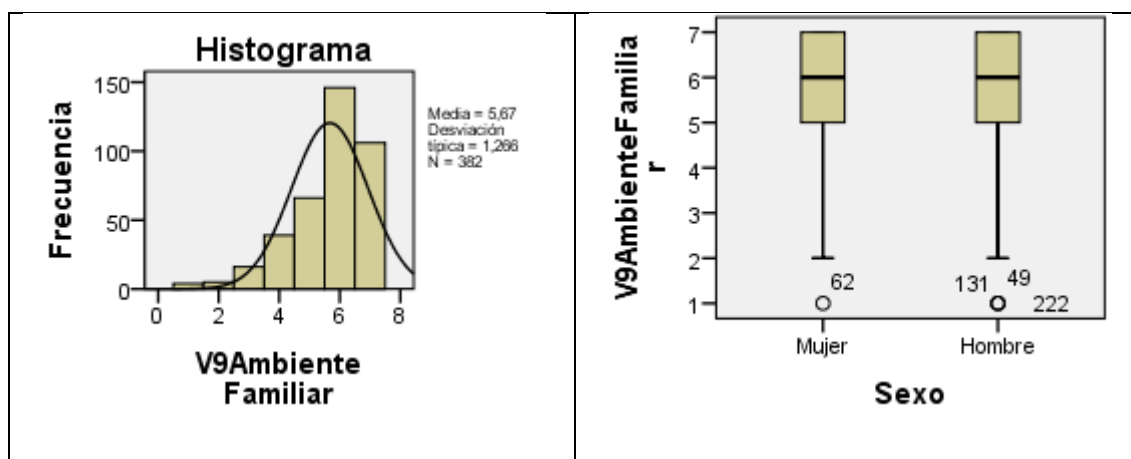 Histograma
Frecuencia
150
100
50
0
0 2 4 6 8
V9Ambiente
Familiar
Media = 5,67
Desviación
típica = 1,266
N = 382
V9AmbienteFamilia
r
7
6
5
4
3
2
1
62
131 49
222
Mujer Hombre
Sexo